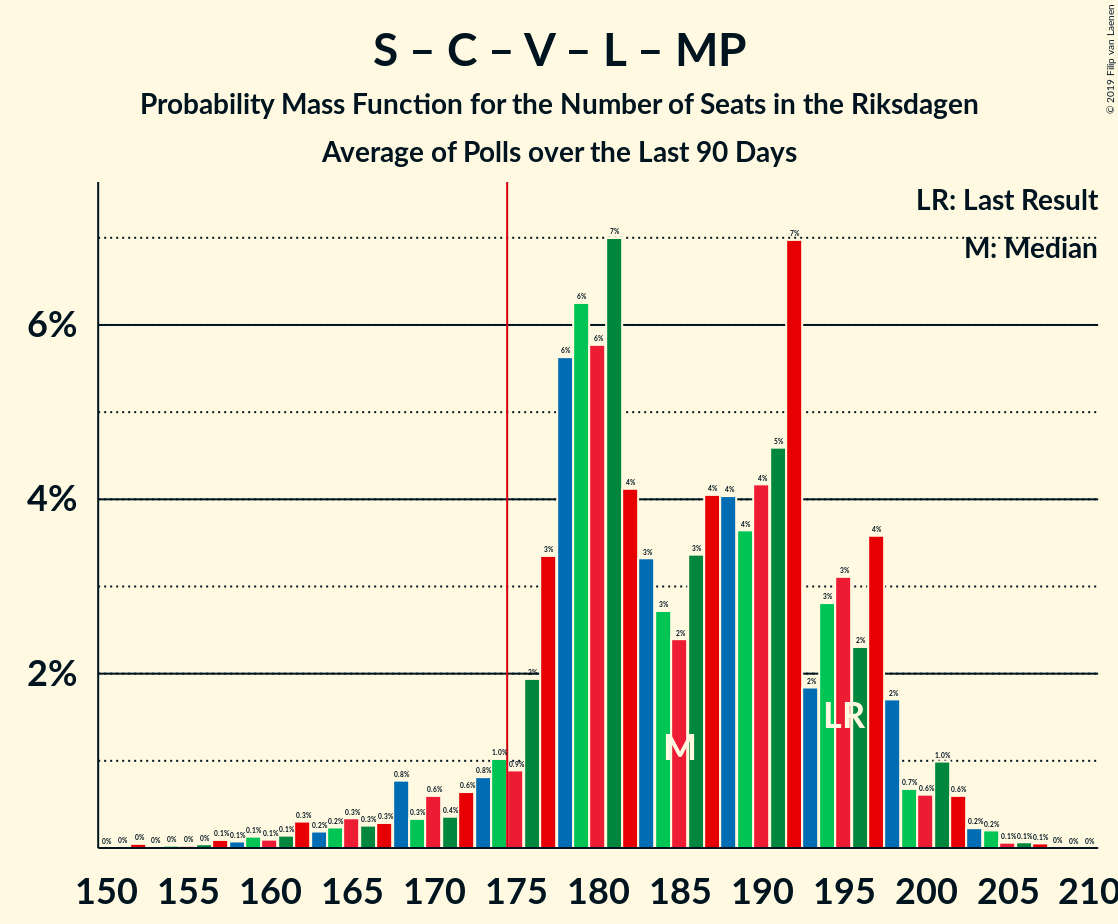 S – C – V – L – MP
Probability Mass Function for the Number of Seats in the Riksdagen
Average of Polls over the Last 90 Days
© 2019 Filip van Laenen
LR: Last Result
M: Median
6%
4%
2%
0% 0% 0% 0% 0% 0% 0% 0.1% 0.1% 0.1% 0.1% 0.1% 0.3% 0.2% 0.2% 0.3% 0.3% 0.3% 0.8% 0.3% 0.6% 0.4% 0.6% 0.8% 1.0% 0.9% 2% 3% 6% 6% 6% 7% 4% 3% 3% 2% 3% 4% 4% 4% 4% 5% 7% 2% 3% 3% 2% 4% 2% 0.7% 0.6% 1.0% 0.6% 0.2% 0.2% 0.1% 0.1% 0.1% 0% 0% 0%
M
LR
150 155 160 165 170 175 180 185 190 195 200 205 210